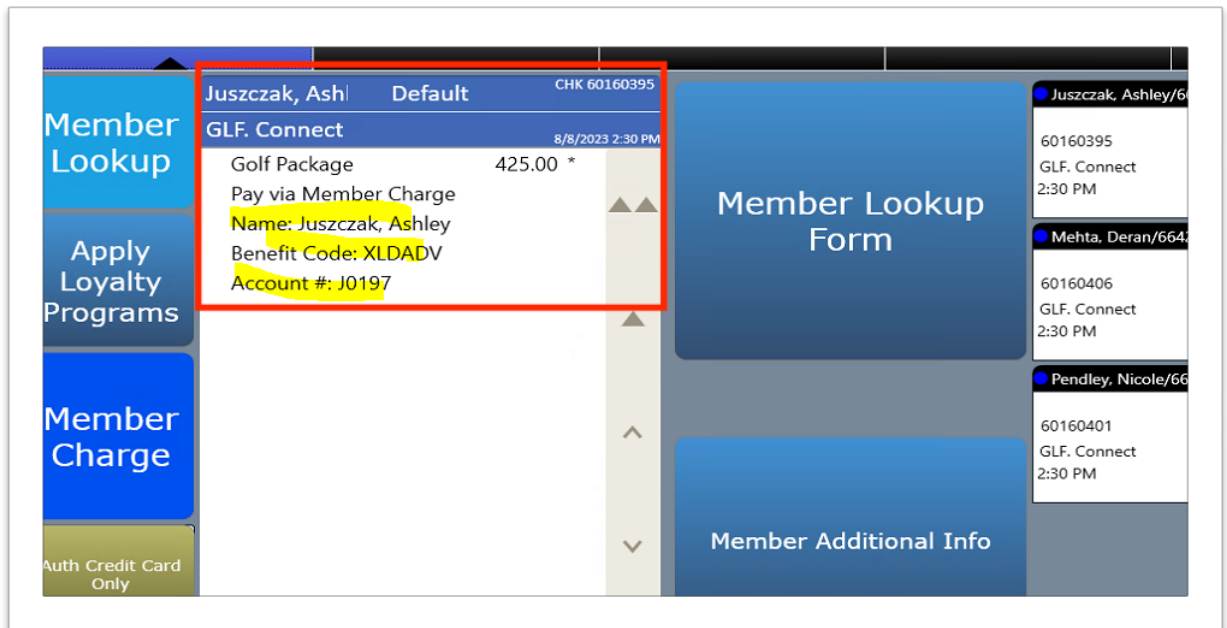 Member
Lookup
Apply
Loyalty
Programs
Member
Charge
Auth Credit Card
Only
Juszczak, Ash
Default
CHK 60160395
GLF. Connect
8/8/2023 2:30 PM
Golf Package 425.00 *
Pay via Member Charge
Name: Juszczak, Ashley
Benefit Code: XLDADV
Account #: J0197
Member Lookup
Form
Member Additional Info
Juszczak, Ashley/6
60160395
GLF. Connect
2:30 PM
Mehta, Deran/664
60160406
GLF. Connect
2:30 PM
Pendley, Nicole/66
60160401
GLF. Connect
2:30 PM